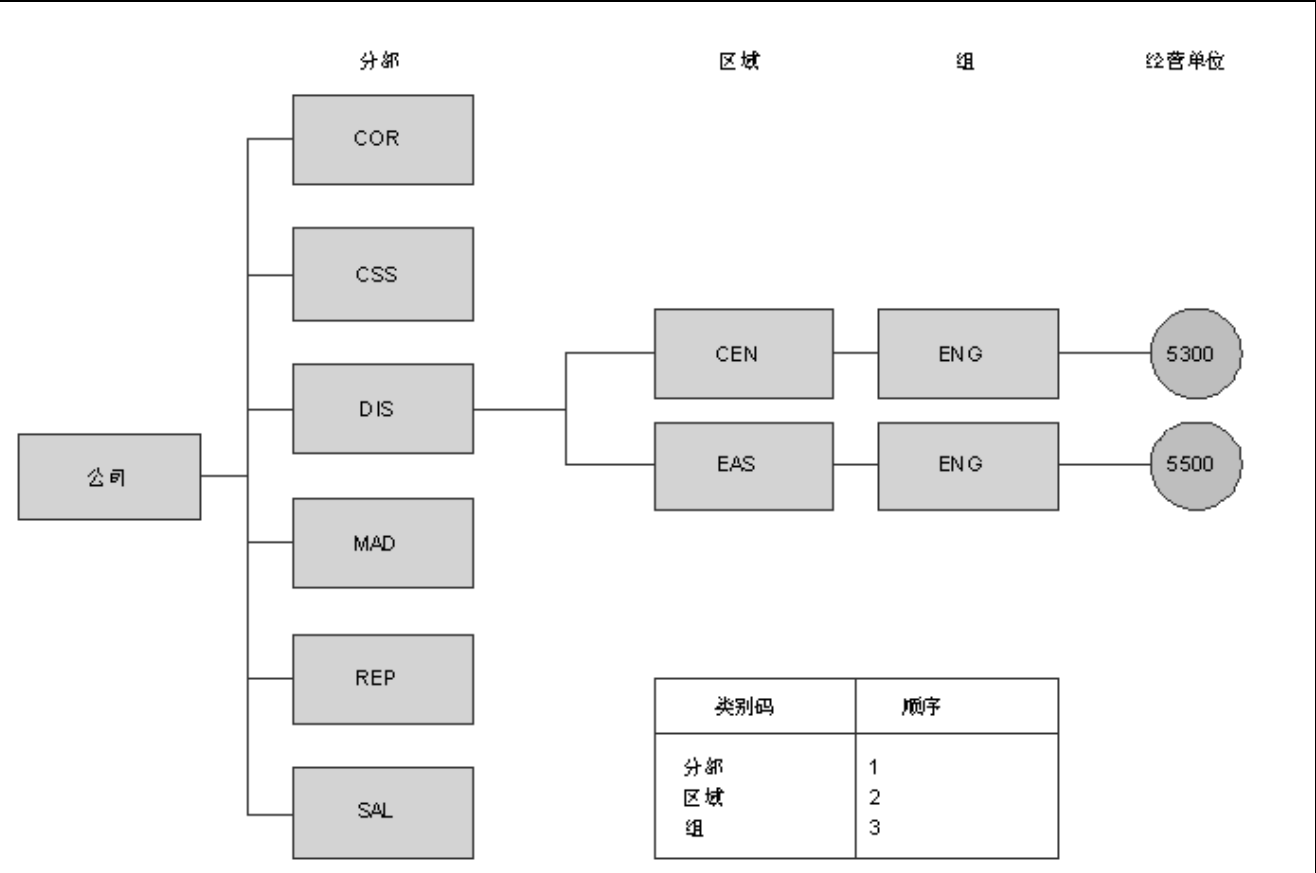 分部 区域 组 经营单位
COR
CSS
CEN ENG 5300
DIS
EAS ENG 5500
公司
MAD
REP
类别码 顺序
分部 1
区域 2
组 3
SAL